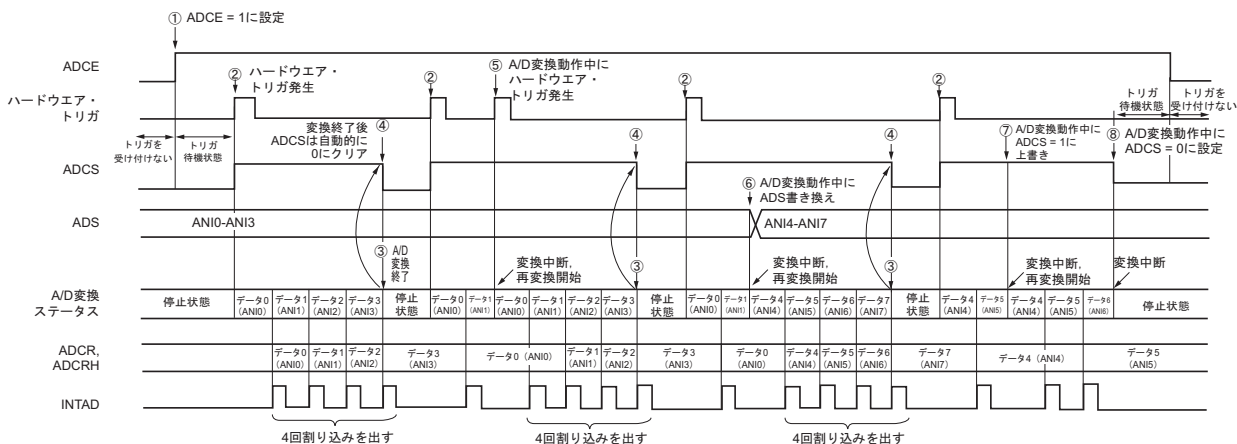 ① ADCE = 1に設定
ADCE
② ハードウエア・
トリガ発生
②
⑤ A/D変換動作中に
ハードウエア・
トリガ発生
②
②
ハードウエア・
トリガ
トリガを
受け付けない
トリガ
待機状態
変換終了後
ADCSは自動的に
0にクリア
④
④
④
⑦ A/D変換動作中に
ADCS = 1に
上書き
トリガ
待機状態
トリガを
受け付けない
⑧ A/D変換動作中に
ADCS = 0に設定
ADCS
⑥ A/D変換動作中に
ADS書き換え
ADS
ANI0-ANI3
ANI4-ANI7
③ A/D
変換
終了
変換中断,
再変換開始
③
変換中断,
再変換開始
③
変換中断,
再変換開始
変換中断
A/D変換
ステータス
停止状態
データ0
(ANI0)
データ1
(ANI1)
データ2
(ANI2)
データ3
(ANI3)
停止
状態
データ0
(ANI0)
データ1
(ANI1)
データ0
(ANI0)
データ1
(ANI1)
データ2
(ANI2)
データ3
(ANI3)
停止
状態
データ0
(ANI0)
データ1
(ANI1)
データ4
(ANI4)
データ5
(ANI5)
データ6
(ANI6)
データ7
(ANI7)
停止
状態
データ4
(ANI4)
データ5
(ANI5)
データ4
(ANI4)
データ5
(ANI5)
データ6
(ANI6)
停止状態
ADCR,
ADCRH
データ0
(ANI0)
データ1
(ANI1)
データ2
(ANI2)
データ3
(ANI3)
データ0 (ANI0)
データ1
(ANI1)
データ2
(ANI2)
データ3
(ANI3)
データ0
(ANI0)
データ4
(ANI4)
データ5
(ANI5)
データ6
(ANI6)
データ7
(ANI7)
データ4 (ANI4)
データ5
(ANI5)
INTAD
4回割り込みを出す
4回割り込みを出す
4回割り込みを出す